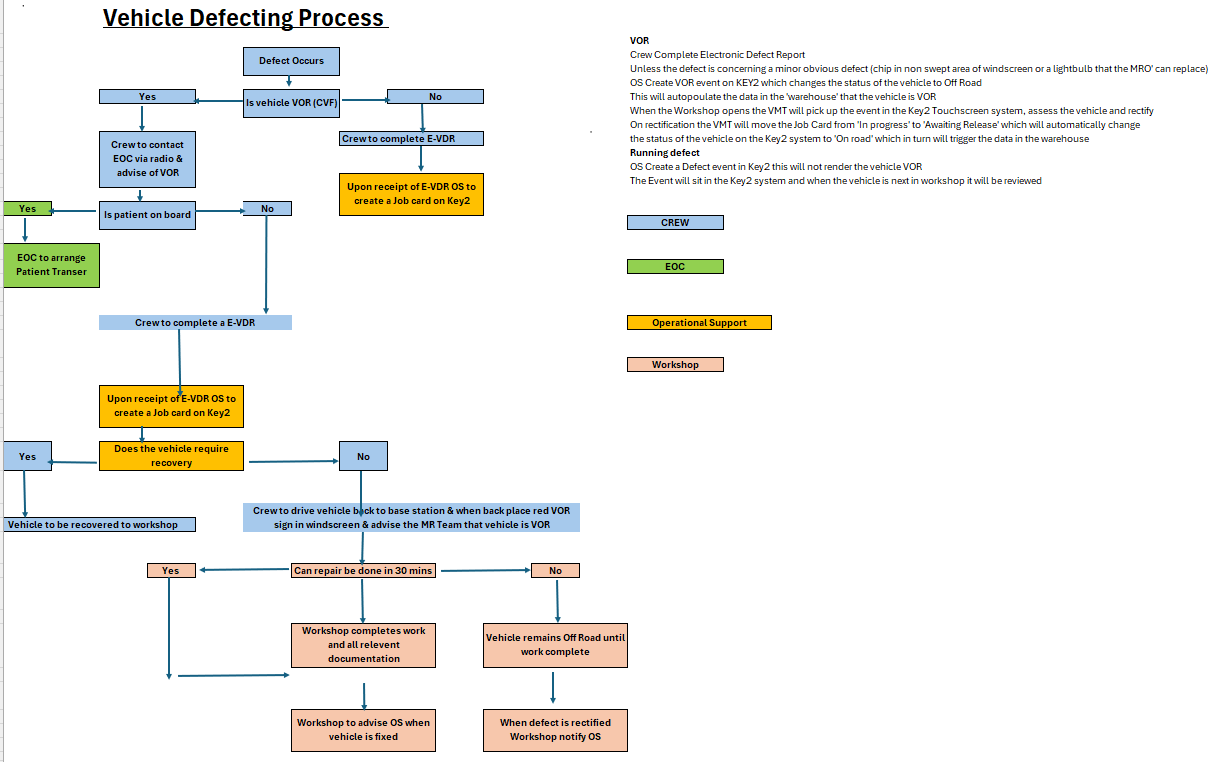 Vehicle Defecting Process
VOR
Crew Complete Electronic Defect Report
Unless the defect is concerning a minor obvious defect (chip in non swept area of windscreen or a lightbulb that the MRO' can replace)
OS Create VOR event on KEY2 which changes the status of the vehicle to Off Road
This will autopoulate the data in the 'warehouse' that the vehicle is VOR
When the Workshop opens the VMT will pick up the event in the Key2 Touchscreen system, assess the vehicle and rectify
On rectification the VMT will move the Job Card from 'In progress' to 'Awaiting Release' which will automatically change
the status of the vehicle on the Key2 system to 'On road' which in turn will trigger the data in the warehouse
Running defect
OS Create a Defect event in Key2 this will not render the vehicle VOR
The Event will sit in the Key2 system and when the vehicle is next in workshop it will be reviewed
CREW
EOC
Operational Support
Workshop
Defect Occurs
Yes
Is vehicle VOR (CVF)
No
Crew to contact
EOC via radio &
advise of VOR
Crew to complete E-VDR
Upon receipt of E-VDR OS to
create a Job card on Key2
Yes
Is patient on board
No
EOC to arrange
Patient Transer
Crew to complete a E-VDR
Upon receipt of E-VDR OS to
create a Job card on Key2
Yes
Does the vehicle require
recovery
No
Vehicle to be recovered to workshop
Crew to drive vehicle back to base station & when back place red VOR
sign in windscreen & advise the MR Team that vehicle is VOR
Yes
Can repair be done in 30 mins
No
Workshop completes work
and all relevent
documentation
Vehicle remains Off Road until
work complete
Workshop to advise OS when
vehicle is fixed
When defect is rectified
Workshop notify OS